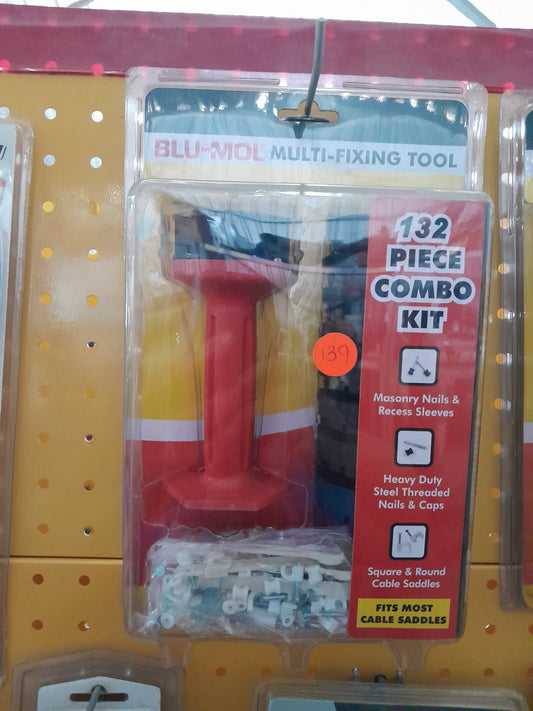 BLU-MOL MULTI-FIXING TOOL
132
PIECE
COMBO
KIT
139
Masonry Nails &
Recess Sleeves
Heavy Duty
Steel Threaded
Nails & Caps
Square & Round
Cable Saddles
FITS MOST
CABLE SADDLES